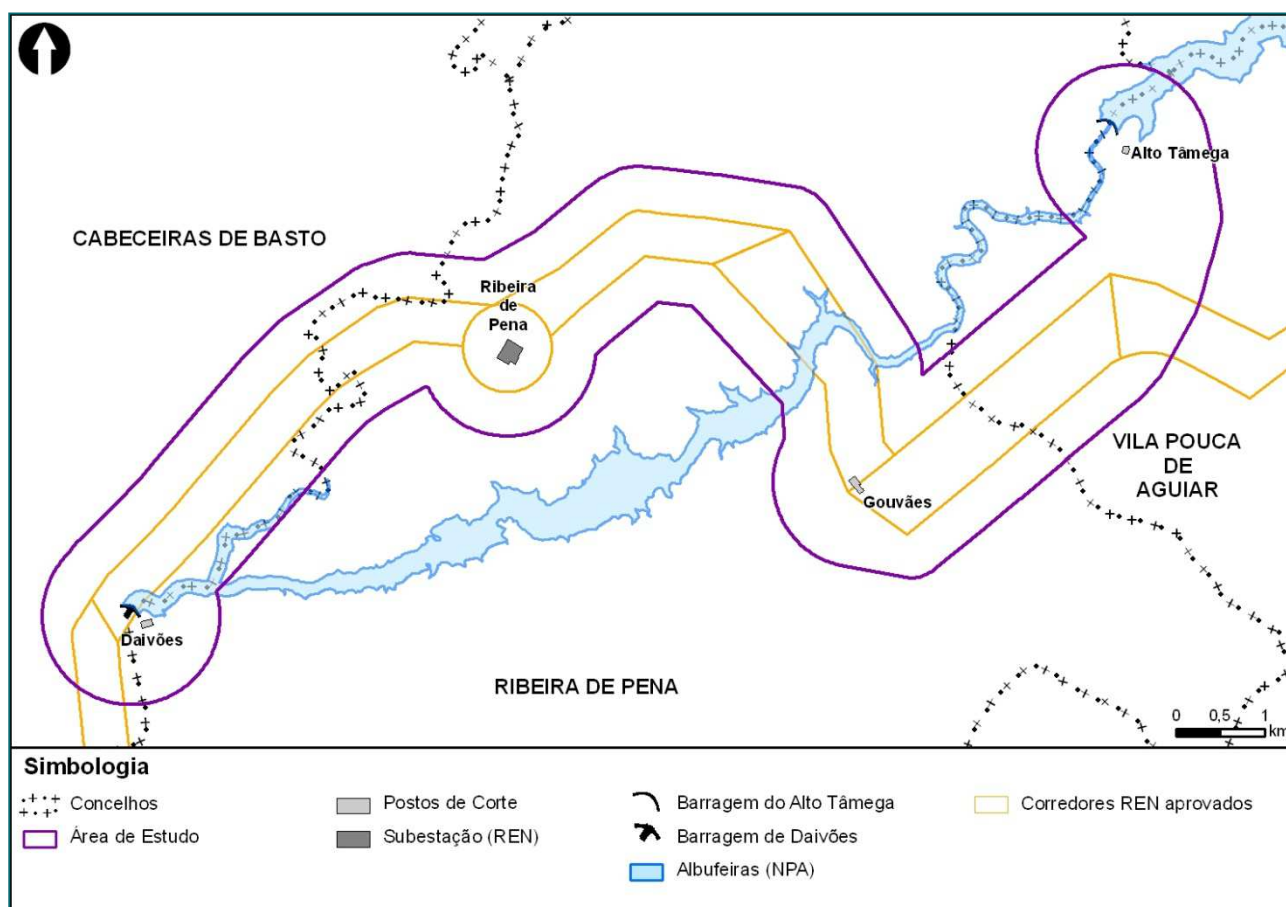 Alto Tâmega
CABECEIRAS DE BASTO
Ribeira
de
Pena
VILA POUCA
DE
AGUIAR
Gouvães
Daivões
RIBEIRA DE PENA
0 0,5 1
km
Simbologia
Concelhos
Postos de Corte
Barragem do Alto Tâmega
Corredores REN aprovados
Área de Estudo
Subestação (REN)
Barragem de Daivões
Albufeiras (NPA)